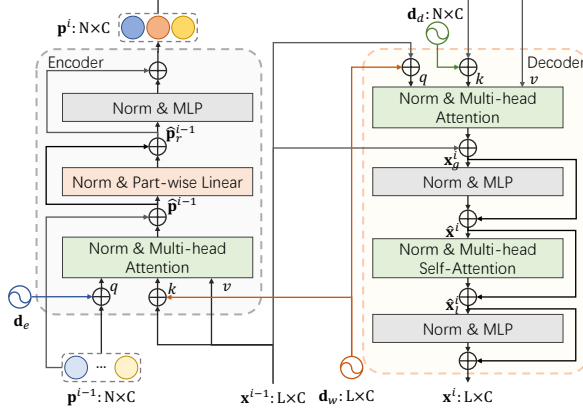 𝐩^i: N×C
Encoder
Norm & MLP
𝐩̂_r^{i−1}
Norm & Part-wise Linear
𝐩̂^{i−1}
Norm & Multi-head
Attention
q
k
v
𝐝_e
...
𝐩^{i−1}: N×C
𝐱^{i−1}: L×C
𝐝_w: L×C
𝐝_d: N×C
Decoder
q
k
v
Norm & Multi-head
Attention
𝐱_g^i
Norm & MLP
𝐱̂^i
Norm & Multi-head
Self-Attention
𝐱̂_l^i
Norm & MLP
𝐱^i: L×C